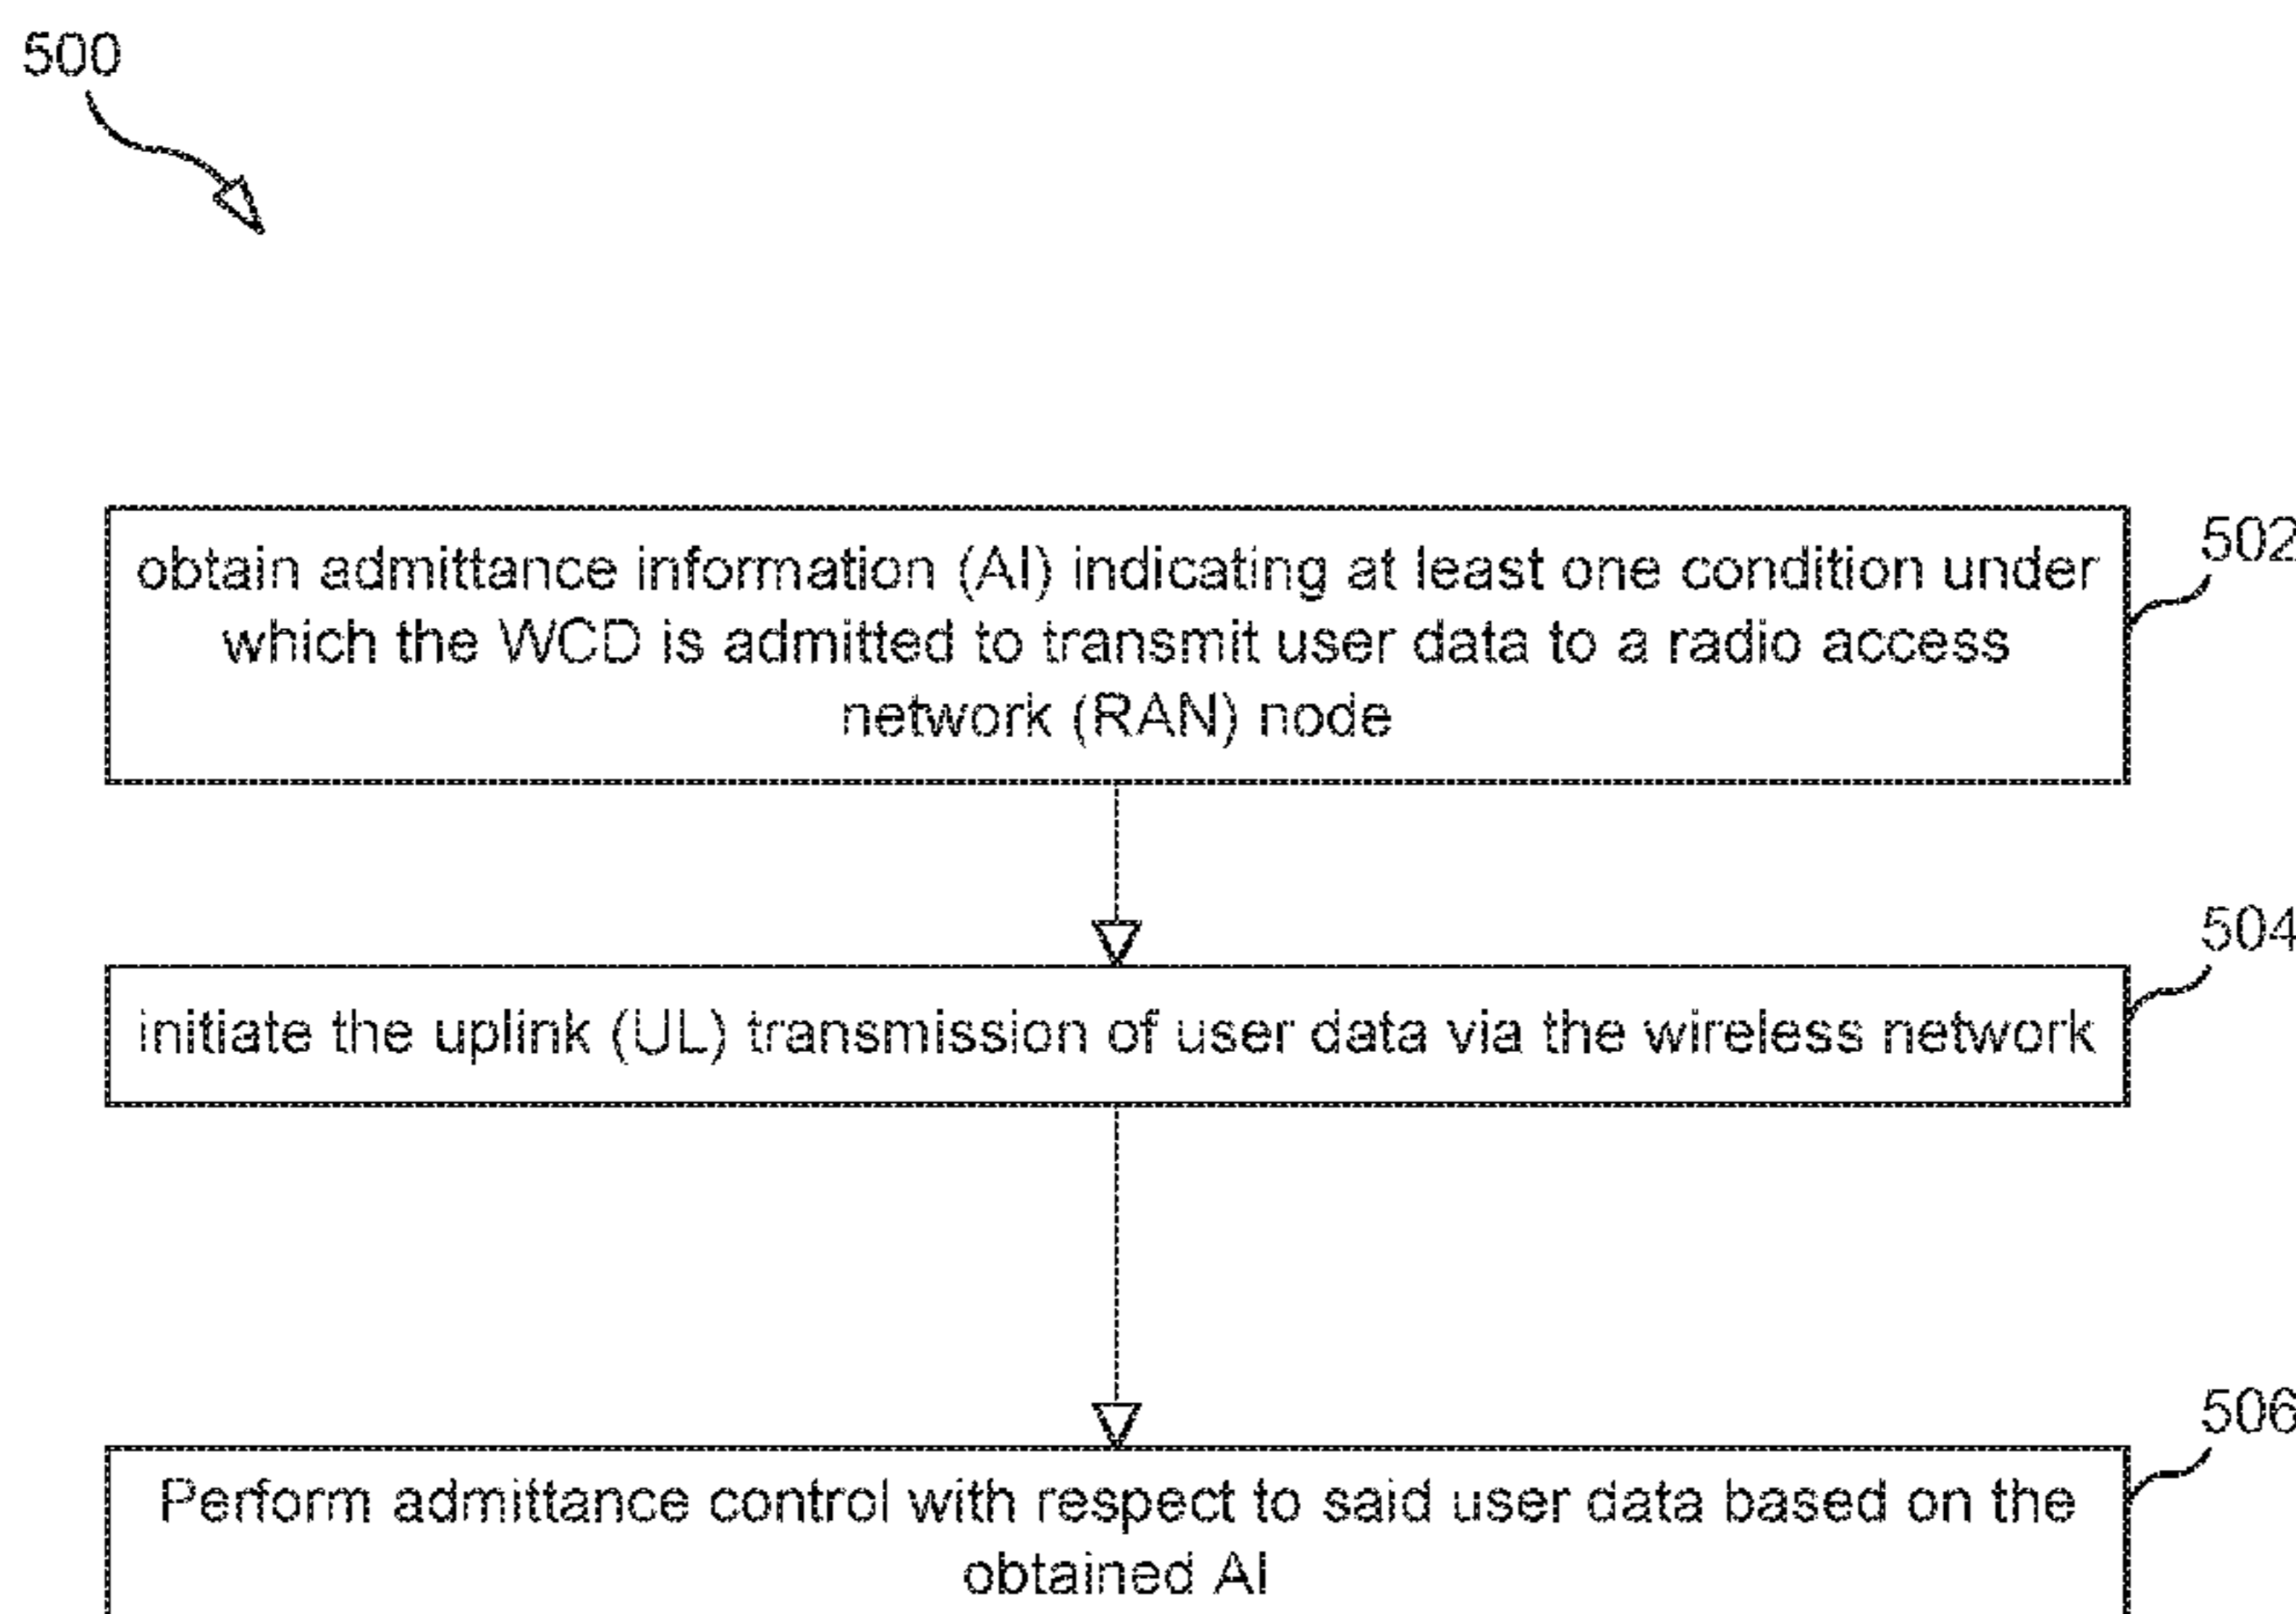 500
obtain admittance information (AI) indicating at least one condition under
502
which the WCD is admitted to transmit user data to a radio access
network (RAN) node
504
initiate the uplink (UL) transmission of user data via the wireless network
506
Perform admittance control with respect to said user data based on the
obtained AI